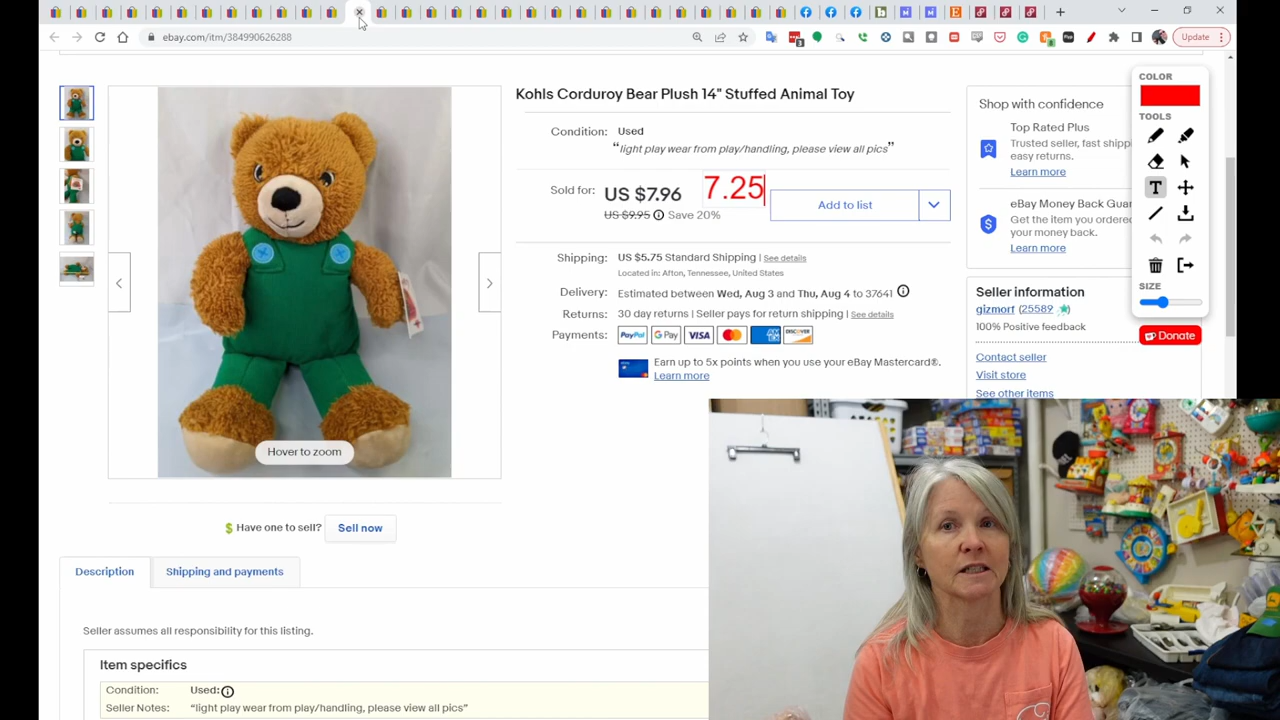 ebay.com/itm/384990626288
Update
Kohls Corduroy Bear Plush 14" Stuffed Animal Toy
Condition: Used
“light play wear from play/handling, please view all pics”
Sold for: US $7.96
7.25
US $9.95 Save 20%
Add to list
Shipping: US $5.75 Standard Shipping | See details
Located in: Afton, Tennessee, United States
Delivery: Estimated between Wed, Aug 3 and Thu, Aug 4 to 37641
Returns: 30 day returns | Seller pays for return shipping | See details
Payments: PayPal G Pay VISA DISCOVER
Earn up to 5x points when you use your eBay Mastercard®.
Learn more
Shop with confidence
Top Rated Plus
Trusted seller, fast shipp
easy returns.
Learn more
eBay Money Back Gua
Get the item you ordere
your money back.
Learn more
Seller information
gizmorf (25589)
100% Positive feedback
Contact seller
Visit store
See other items
COLOR
TOOLS
T
SIZE
Donate
Hover to zoom
Have one to sell? Sell now
Description
Shipping and payments
Seller assumes all responsibility for this listing.
Item specifics
Condition: Used:
Seller Notes: “light play wear from play/handling, please view all pics”